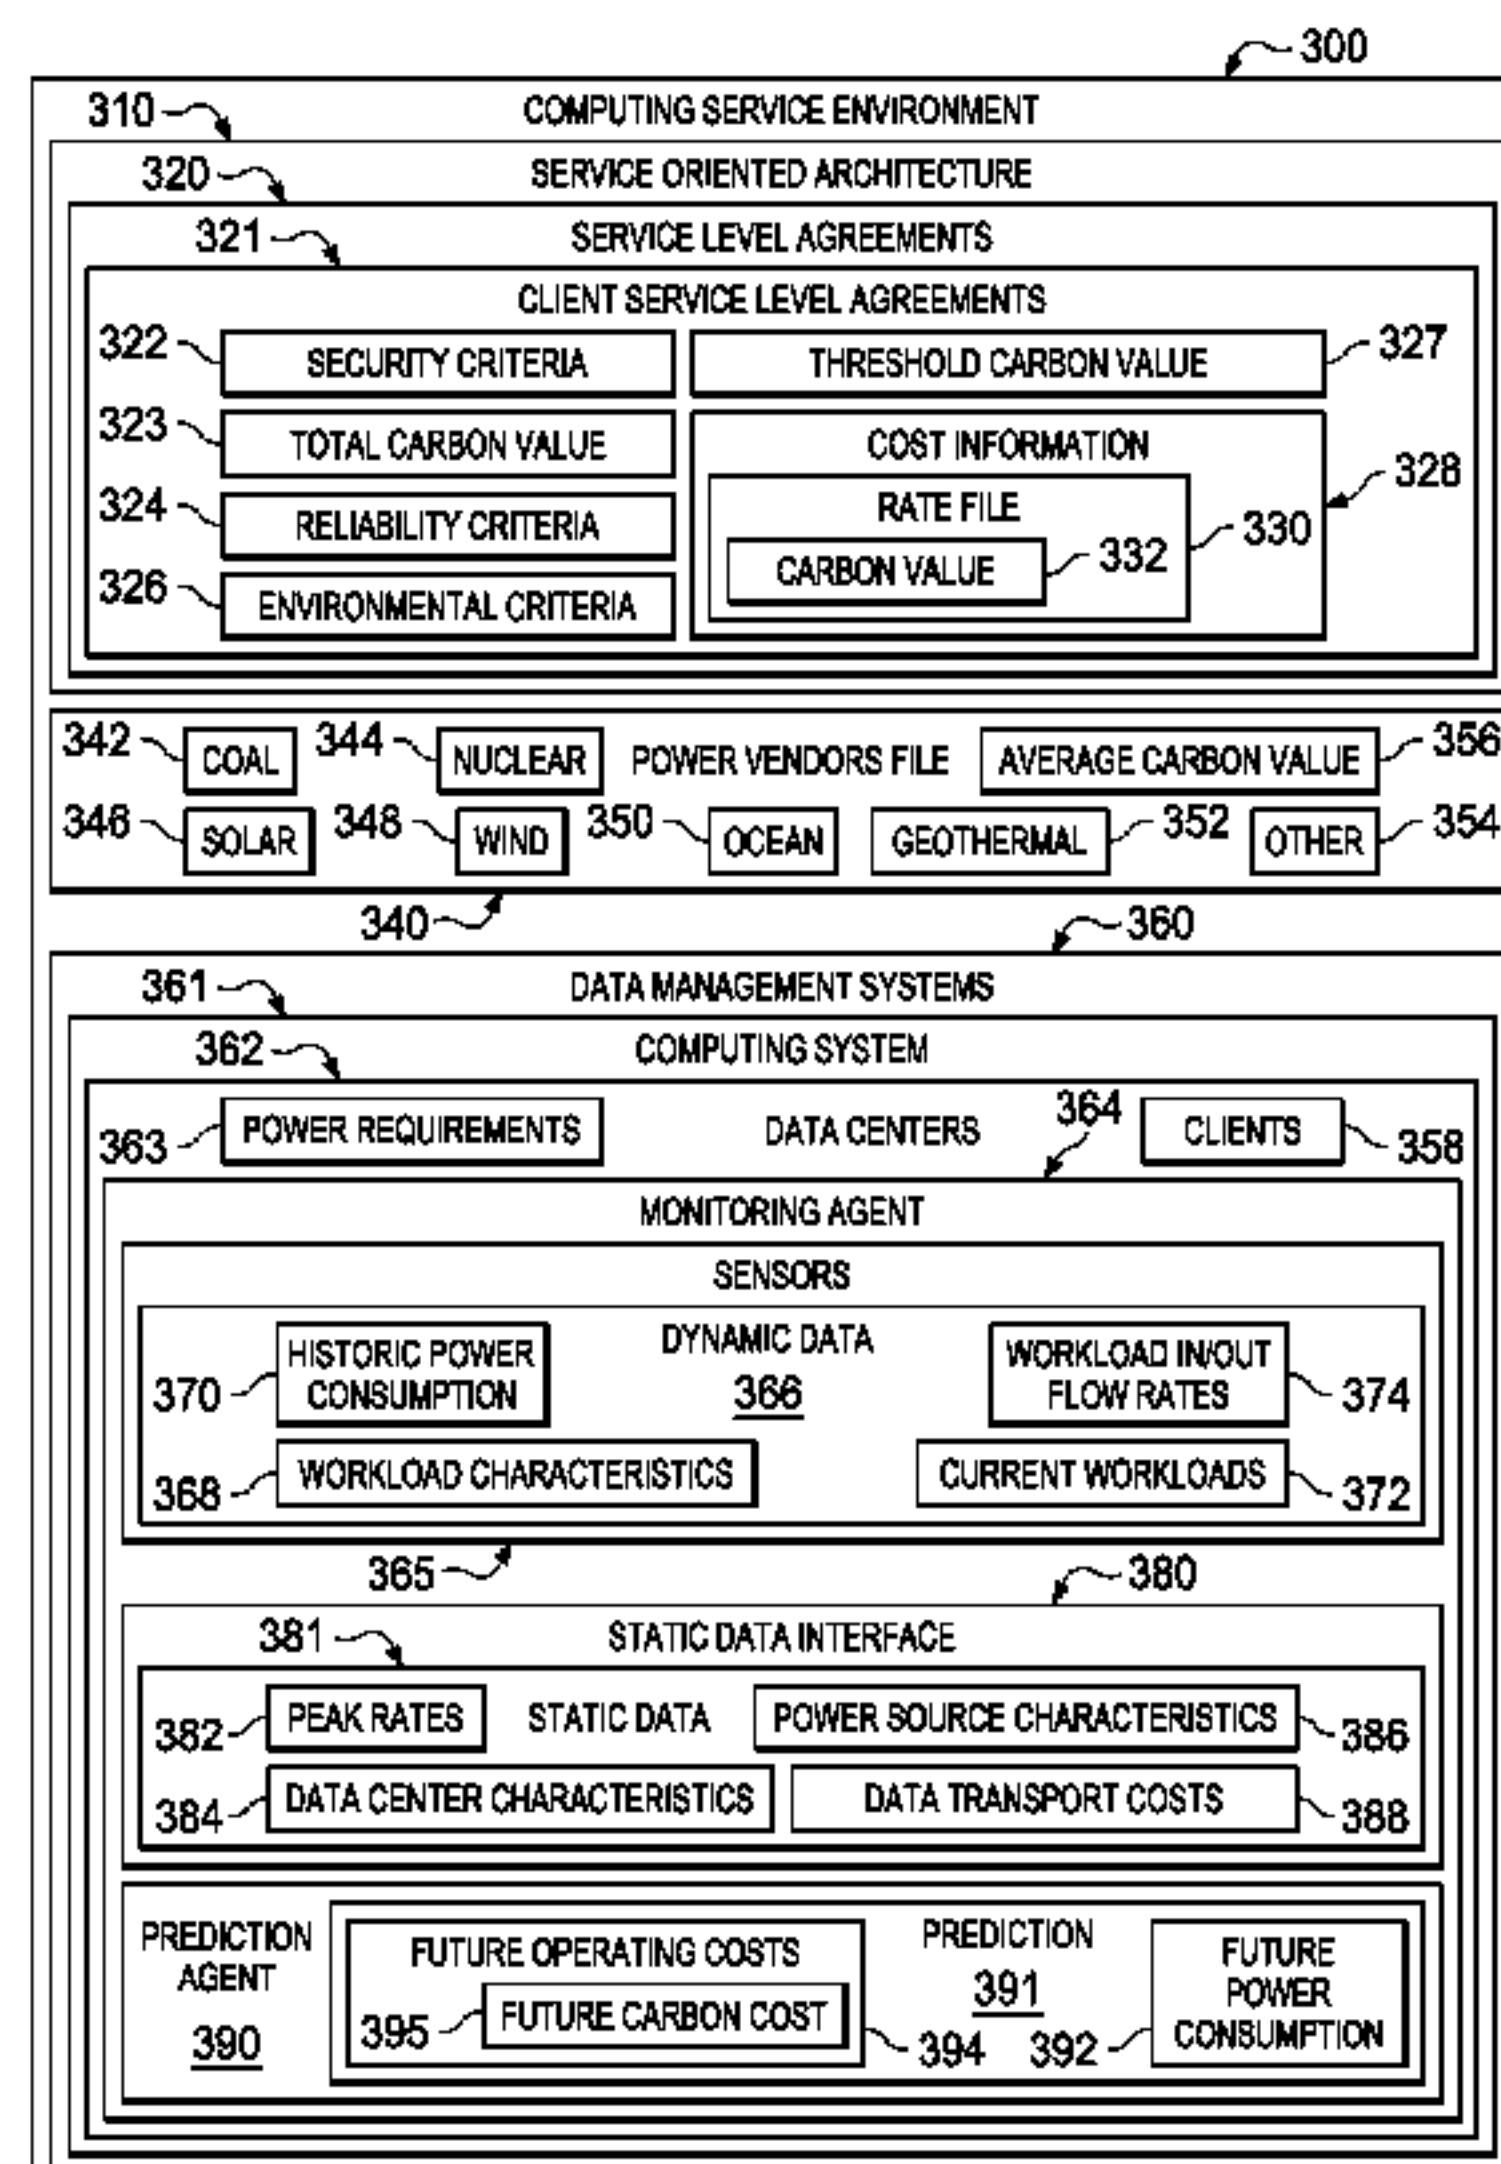 300
310
COMPUTING SERVICE ENVIRONMENT
320
SERVICE ORIENTED ARCHITECTURE
321
SERVICE LEVEL AGREEMENTS
CLIENT SERVICE LEVEL AGREEMENTS
322
SECURITY CRITERIA
THRESHOLD CARBON VALUE
327
323
TOTAL CARBON VALUE
COST INFORMATION
328
324
RELIABILITY CRITERIA
RATE FILE
330
326
ENVIRONMENTAL CRITERIA
CARBON VALUE
332
342
COAL
344
NUCLEAR
POWER VENDORS FILE
AVERAGE CARBON VALUE
356
346
SOLAR
348
WIND
350
OCEAN
GEOTHERMAL
352
OTHER
354
340
360
361
DATA MANAGEMENT SYSTEMS
362
COMPUTING SYSTEM
363
POWER REQUIREMENTS
DATA CENTERS
364
CLIENTS
358
MONITORING AGENT
SENSORS
370
HISTORIC POWER
CONSUMPTION
DYNAMIC DATA
366
WORKLOAD IN/OUT
FLOW RATES
374
368
WORKLOAD CHARACTERISTICS
CURRENT WORKLOADS
372
365
380
381
STATIC DATA INTERFACE
382
PEAK RATES
STATIC DATA
POWER SOURCE CHARACTERISTICS
386
384
DATA CENTER CHARACTERISTICS
DATA TRANSPORT COSTS
388
PREDICTION
AGENT
390
FUTURE OPERATING COSTS
395
FUTURE CARBON COST
394
PREDICTION
391
392
FUTURE
POWER
CONSUMPTION